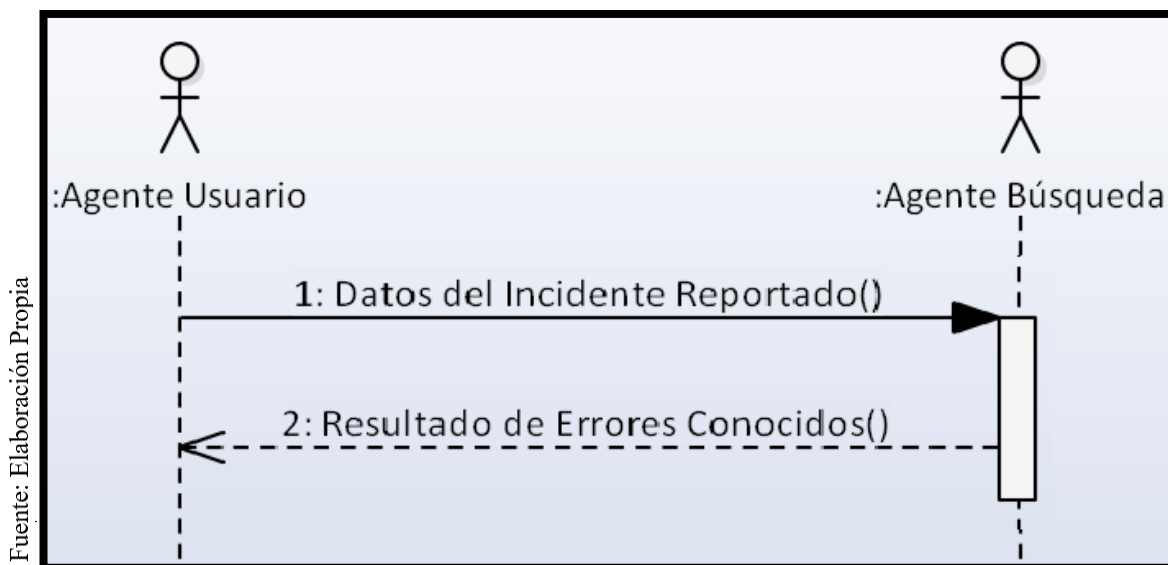 :Agente Usuario
:Agente Búsqueda
1: Datos del Incidente Reportado()
2: Resultado de Errores Conocidos()
Fuente: Elaboración Propia